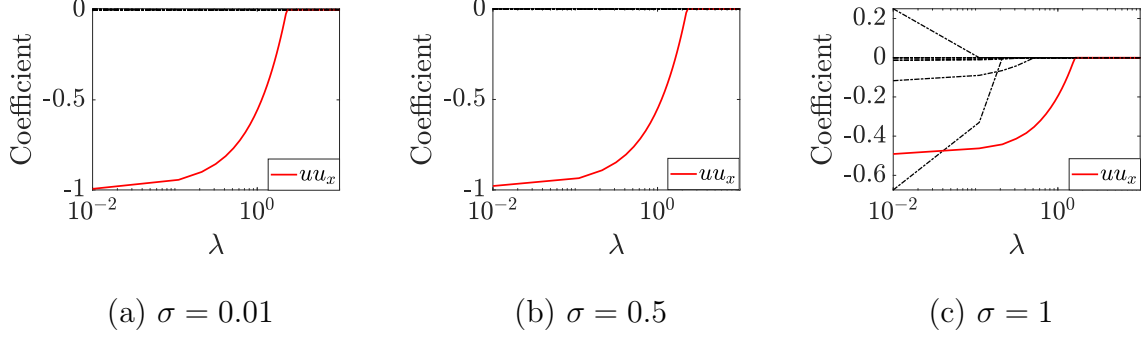 0
-0.5
-1
Coefficient
10^-2
10^0
λ
uu_x
(a) σ = 0.01
0
-0.5
-1
Coefficient
10^-2
10^0
λ
uu_x
(b) σ = 0.5
0.2
0
-0.2
-0.4
-0.6
Coefficient
10^-2
10^0
λ
uu_x
(c) σ = 1